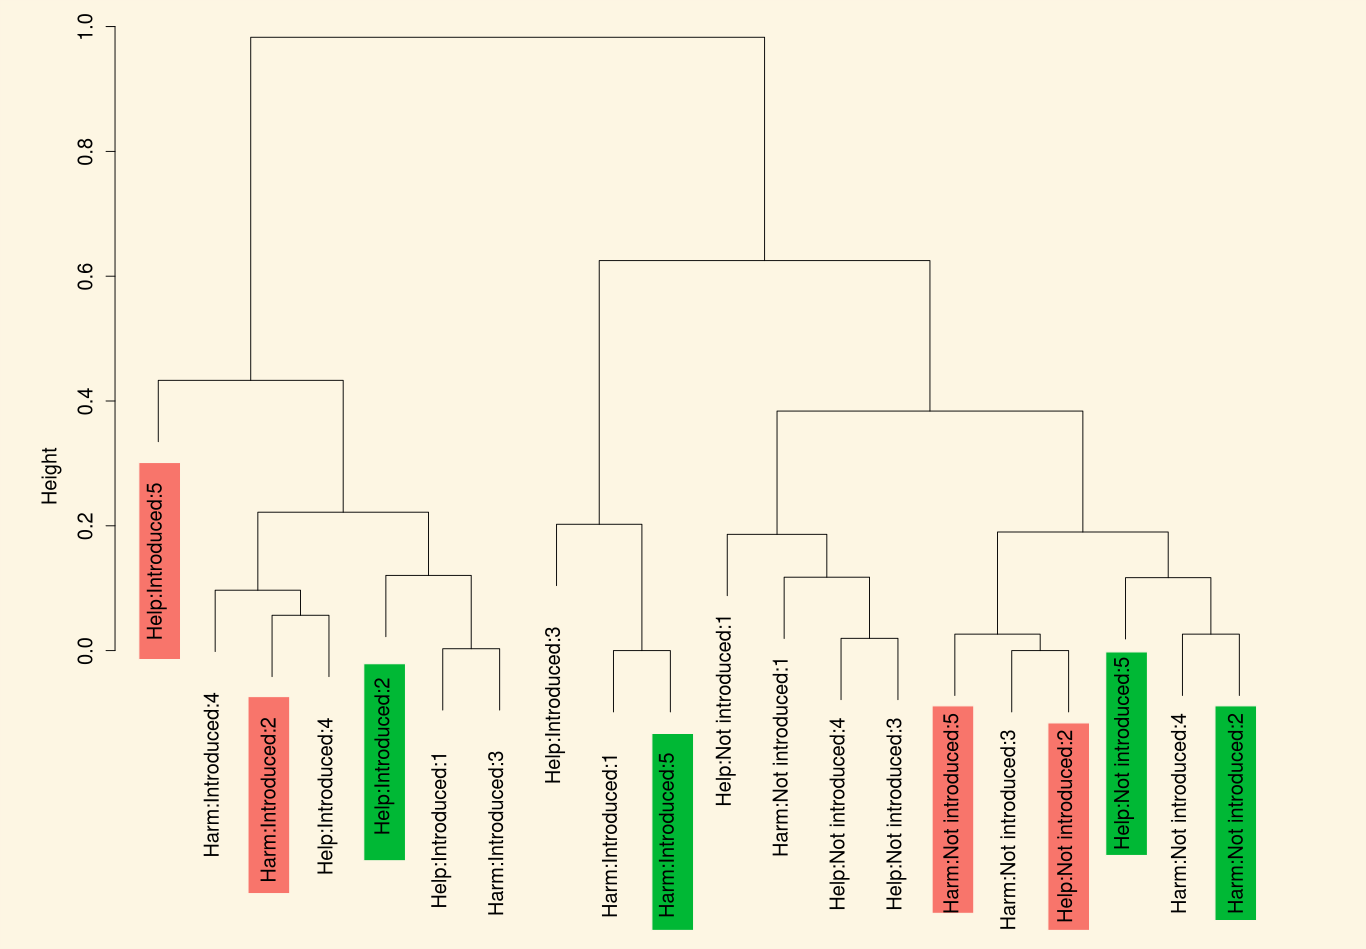 1.0
0.8
0.6
0.4
0.2
0.0
Height
Help:Introduced:5
Harm:Introduced:4
Harm:Introduced:2
Help:Introduced:4
Help:Introduced:2
Help:Introduced:1
Harm:Introduced:3
Help:Introduced:3
Harm:Introduced:1
Harm:Introduced:5
Help:Not introduced:1
Harm:Not introduced:1
Help:Not introduced:4
Help:Not introduced:3
Harm:Not introduced:5
Harm:Not introduced:3
Help:Not introduced:2
Help:Not introduced:5
Harm:Not introduced:4
Harm:Not introduced:2